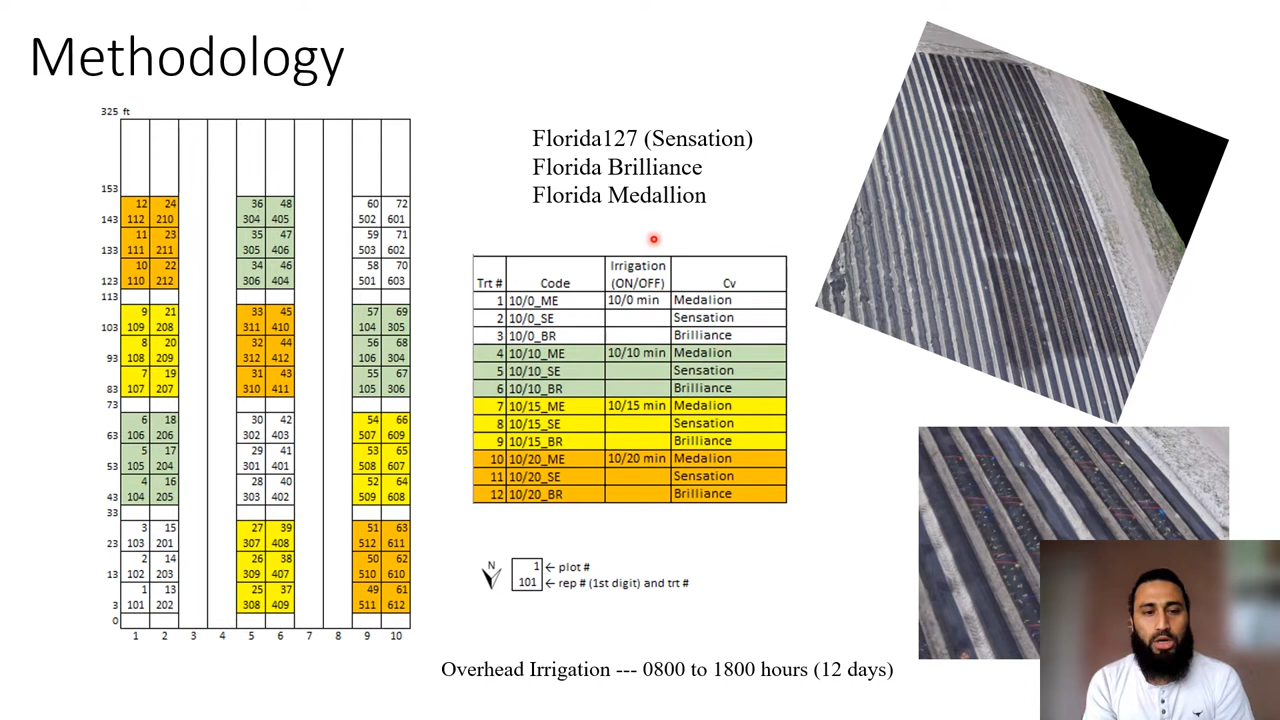 Methodology
325 ft
153
12 24 36 48 60 72
143 112 210 304 405 502 601
11 23 35 47 59 71
133 111 211 305 406 503 602
10 22 34 46 58 70
123 110 212 306 404 501 603
113
9 21 33 45 57 69
103 109 208 311 410 104 305
8 20 32 44 56 68
93 108 209 312 412 106 304
7 19 31 43 55 67
83 107 207 310 411 105 306
73
6 18 30 42 54 66
63 106 206 302 403 507 609
5 17 29 41 53 65
53 105 204 301 401 508 607
4 16 28 40 52 64
43 104 205 303 402 509 608
33
3 15 27 39 51 63
23 103 201 307 408 512 611
2 14 26 38 50 62
13 102 203 309 407 510 610
1 13 25 37 49 61
3 101 202 308 409 511 612
0
1 2 3 4 5 6 7 8 9 10
Florida127 (Sensation)
Florida Brilliance
Florida Medallion
Irrigation
Trt # Code (ON/OFF) Cv
1 10/0_ME 10/0 min Medalion
2 10/0_SE Sensation
3 10/0_BR Brilliance
4 10/10_ME 10/10 min Medalion
5 10/10_SE Sensation
6 10/10_BR Brilliance
7 10/15_ME 10/15 min Medalion
8 10/15_SE Sensation
9 10/15_BR Brilliance
10 10/20_ME 10/20 min Medalion
11 10/20_SE Sensation
12 10/20_BR Brilliance
N
1 ← plot #
101 ← rep # (1st digit) and trt #
Overhead Irrigation --- 0800 to 1800 hours (12 days)